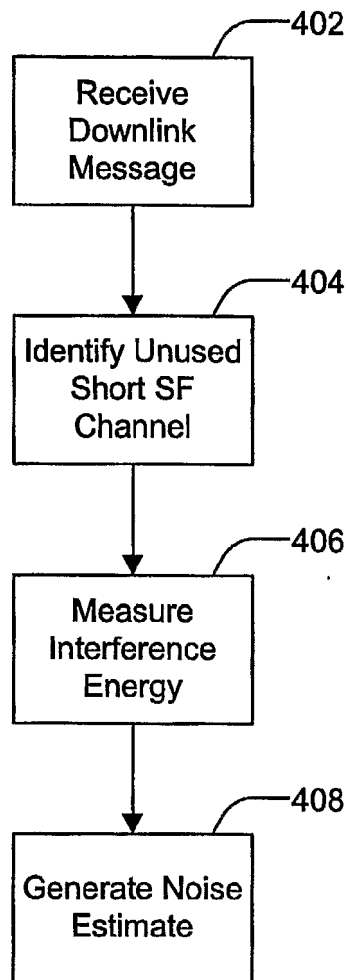 402
Receive
Downlink
Message
404
Identify Unused
Short SF
Channel
406
Measure
Interference
Energy
408
Generate Noise
Estimate